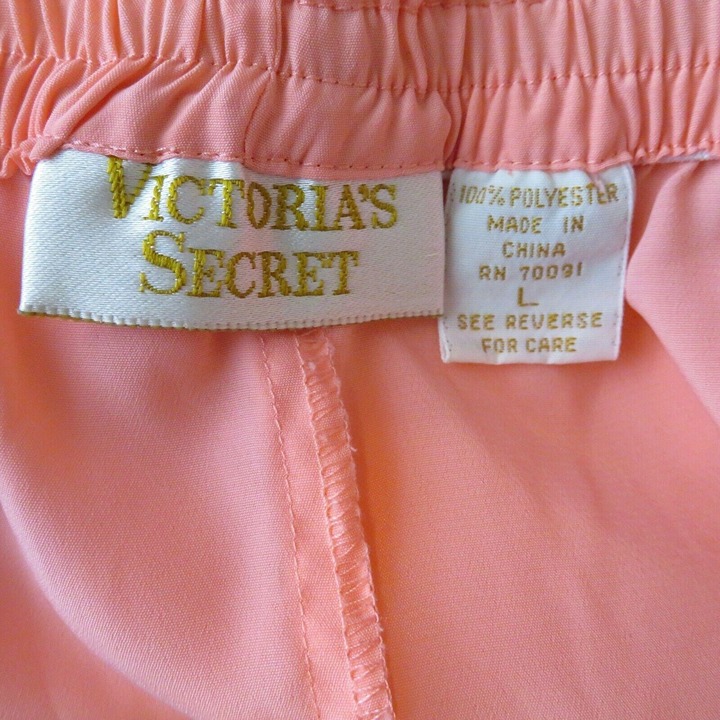 VICTORIA'S
SECRET
100% POLYESTER
MADE IN
CHINA
RN 70091
L
SEE REVERSE
FOR CARE